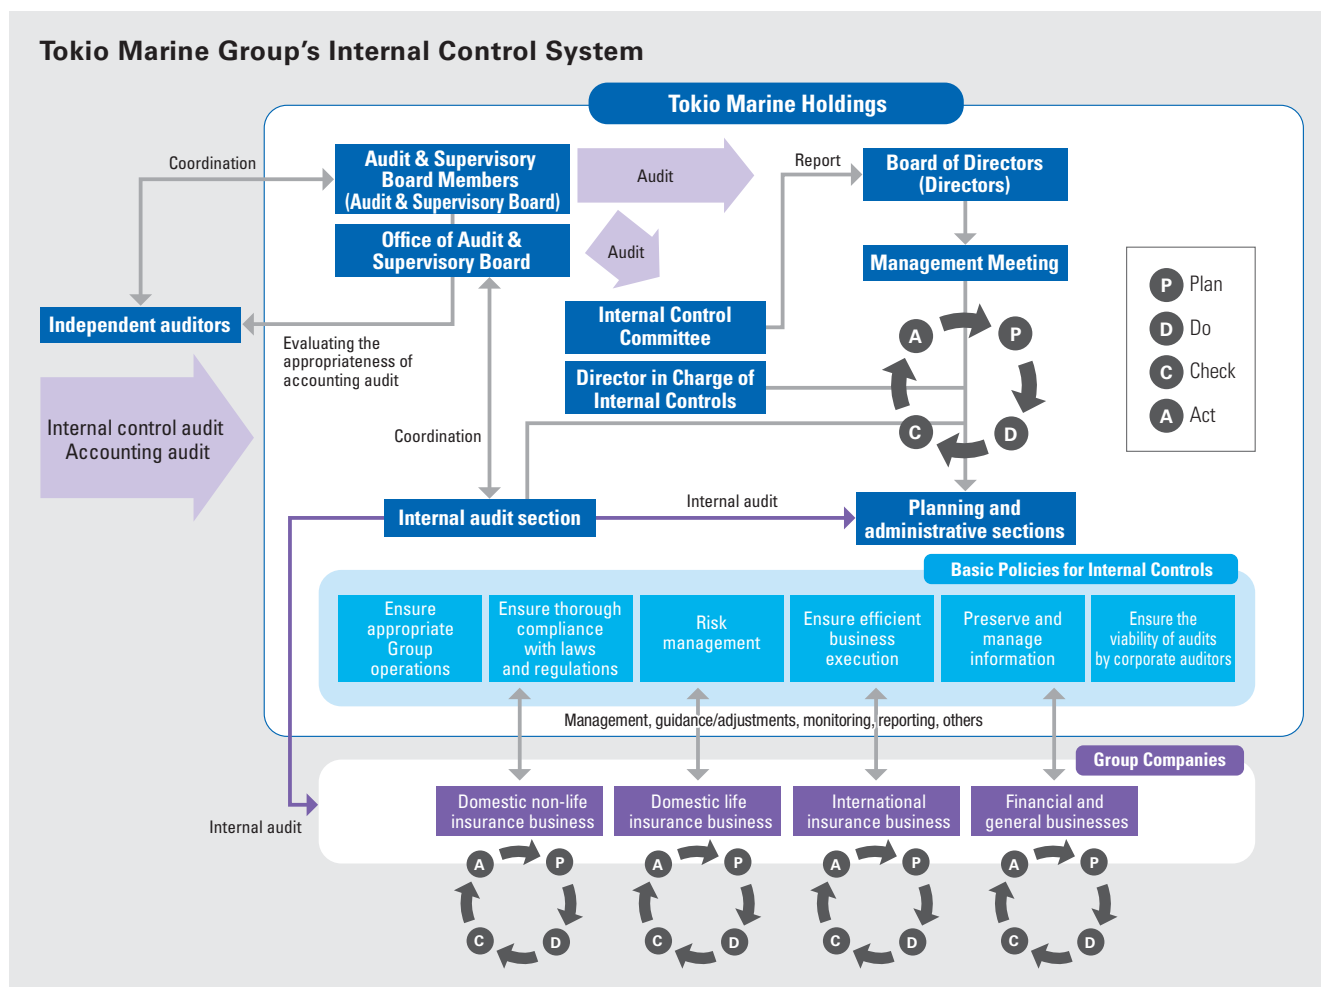 Tokio Marine Group’s Internal Control System
Tokio Marine Holdings
Coordination
Audit & Supervisory
Board Members
(Audit & Supervisory Board)
Audit
Report
Board of Directors
(Directors)
Office of Audit &
Supervisory Board
Audit
Management Meeting
Independent auditors
Evaluating the
appropriateness of
accounting audit
Internal Control
Committee
Director in Charge of
Internal Controls
A
P
C
D
P Plan
D Do
C Check
A Act
Internal control audit
Accounting audit
Coordination
Internal audit section
Internal audit
Planning and
administrative sections
Basic Policies for Internal Controls
Ensure
appropriate
Group
operations
Ensure thorough
compliance
with laws
and regulations
Risk
management
Ensure efficient
business
execution
Preserve and
manage
information
Ensure the
viability of audits
by corporate auditors
Management, guidance/adjustments, monitoring, reporting, others
Group Companies
Internal audit
Domestic non-life
insurance business
Domestic life
insurance business
International
insurance business
Financial and
general businesses
A
P
C
D
A
P
C
D
A
P
C
D
A
P
C
D